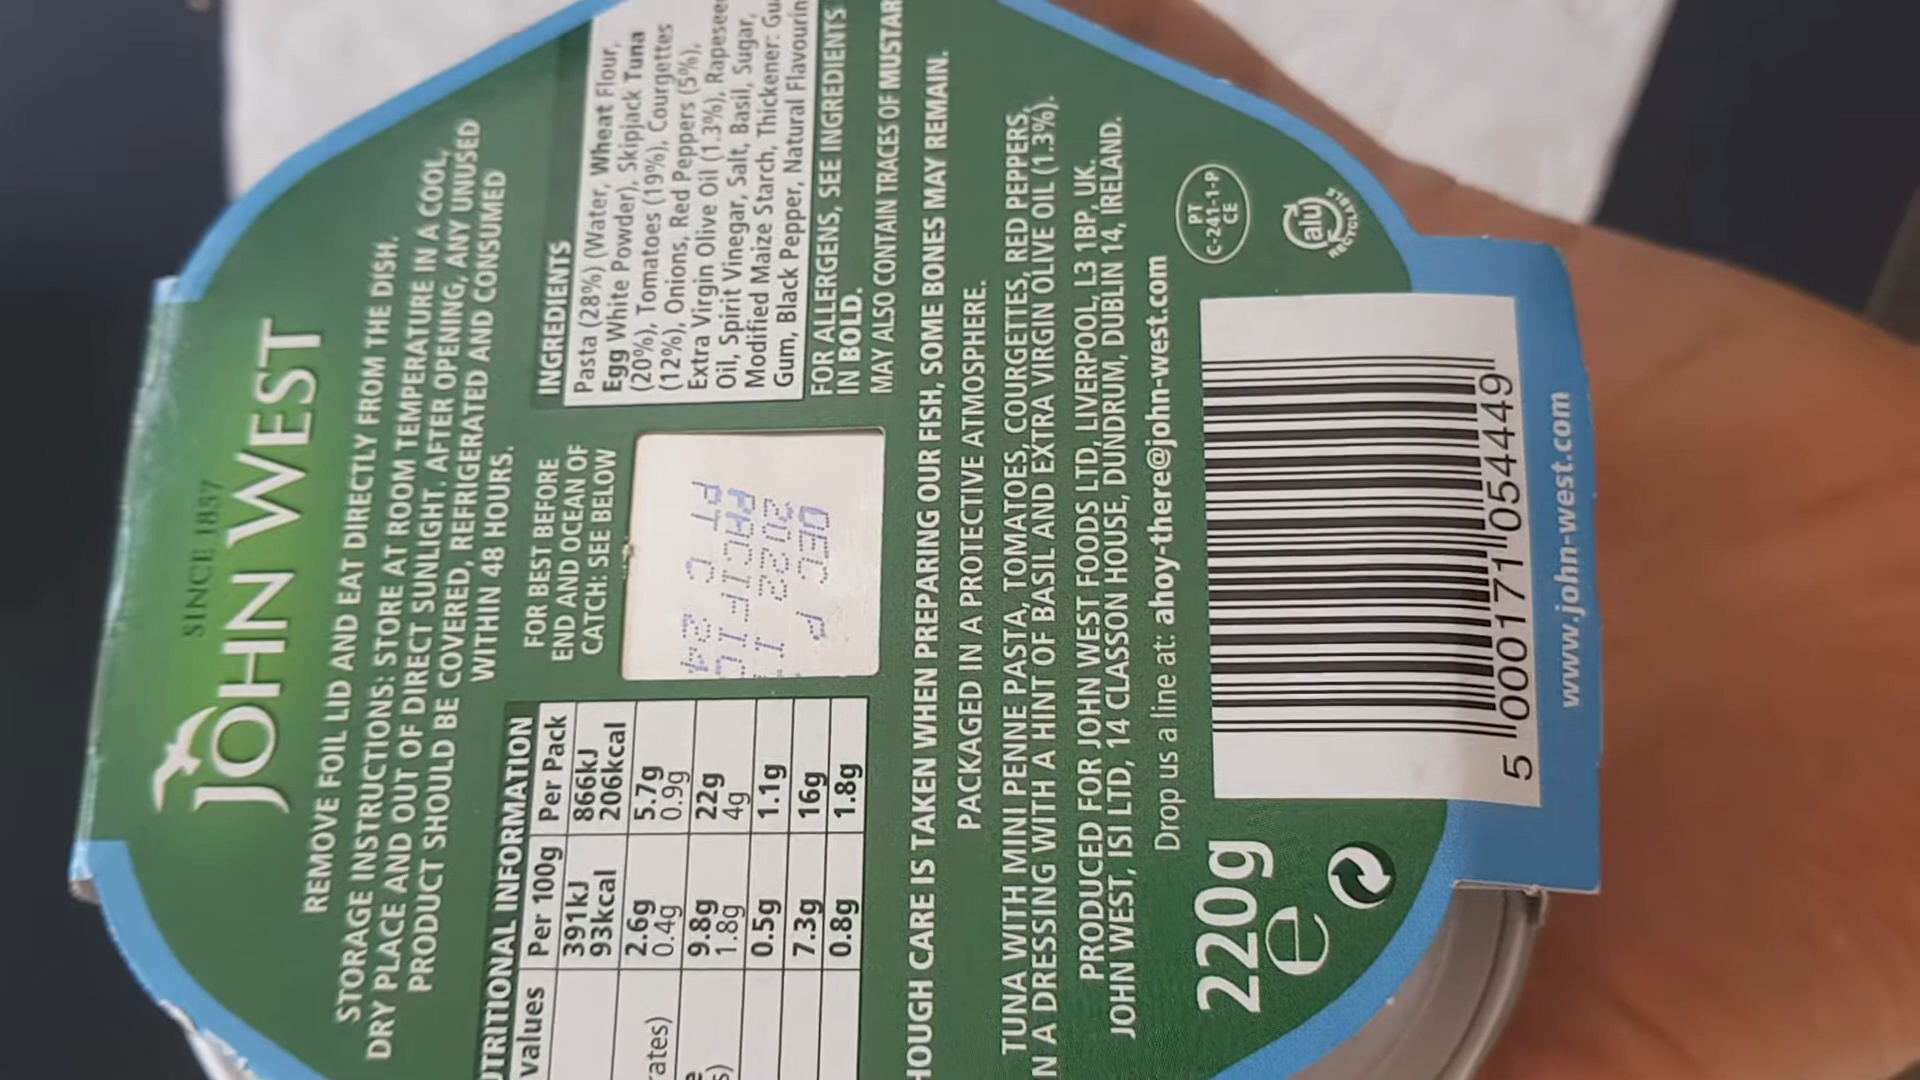 SINCE 1857
JOHN WEST
REMOVE FOIL LID AND EAT DIRECTLY FROM THE DISH.
STORAGE INSTRUCTIONS: STORE AT ROOM TEMPERATURE IN A COOL,
DRY PLACE AND OUT OF DIRECT SUNLIGHT. AFTER OPENING, ANY UNUSED
PRODUCT SHOULD BE COVERED, REFRIGERATED AND CONSUMED
WITHIN 48 HOURS.
UTRITIONAL INFORMATION
values Per 100g Per Pack
391kJ 866kJ
93kcal 206kcal
2.6g 5.7g
rates) 0.4g 0.9g
9.8g 22g
1.8g 4g
0.5g 1.1g
7.3g 16g
0.8g 1.8g
FOR BEST BEFORE
END AND OCEAN OF
CATCH: SEE BELOW
DEC
2022
PACIFIC
INGREDIENTS
Pasta (28%) (Water, Wheat Flour,
Egg White Powder), Skipjack Tuna
(20%), Tomatoes (19%), Courgettes
(12%), Onions, Red Peppers (5%),
Extra Virgin Olive Oil (1.3%), Rapesee
Oil, Spirit Vinegar, Salt, Basil, Sugar,
Modified Maize Starch, Thickener: Gu
Gum, Black Pepper, Natural Flavourin
FOR ALLERGENS, SEE INGREDIENTS
IN BOLD.
MAY ALSO CONTAIN TRACES OF MUSTAR
HOUGH CARE IS TAKEN WHEN PREPARING OUR FISH, SOME BONES MAY REMAIN.
PACKAGED IN A PROTECTIVE ATMOSPHERE.
TUNA WITH MINI PENNE PASTA, TOMATOES, COURGETTES, RED PEPPERS,
N A DRESSING WITH A HINT OF BASIL AND EXTRA VIRGIN OLIVE OIL (1.3%).
PRODUCED FOR JOHN WEST FOODS LTD, LIVERPOOL, L3 1BP, UK.
JOHN WEST, ISI LTD, 14 CLASSON HOUSE, DUNDRUM, DUBLIN 14, IRELAND.
Drop us a line at: ahoy-there@john-west.com
220g
e
5 000171 054449
PT
C-241-1-P
CE
alu
RECYCLABLE
www.john-west.com